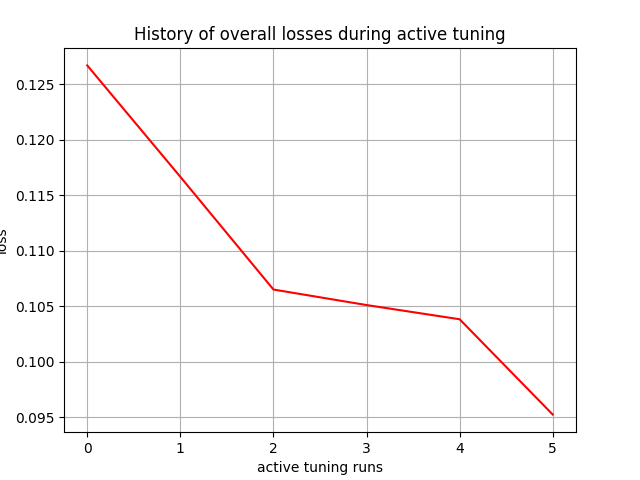 History of overall losses during active tuning
0.125
0.120
0.115
0.110
0.105
0.100
0.095
loss
0 1 2 3 4 5
active tuning runs